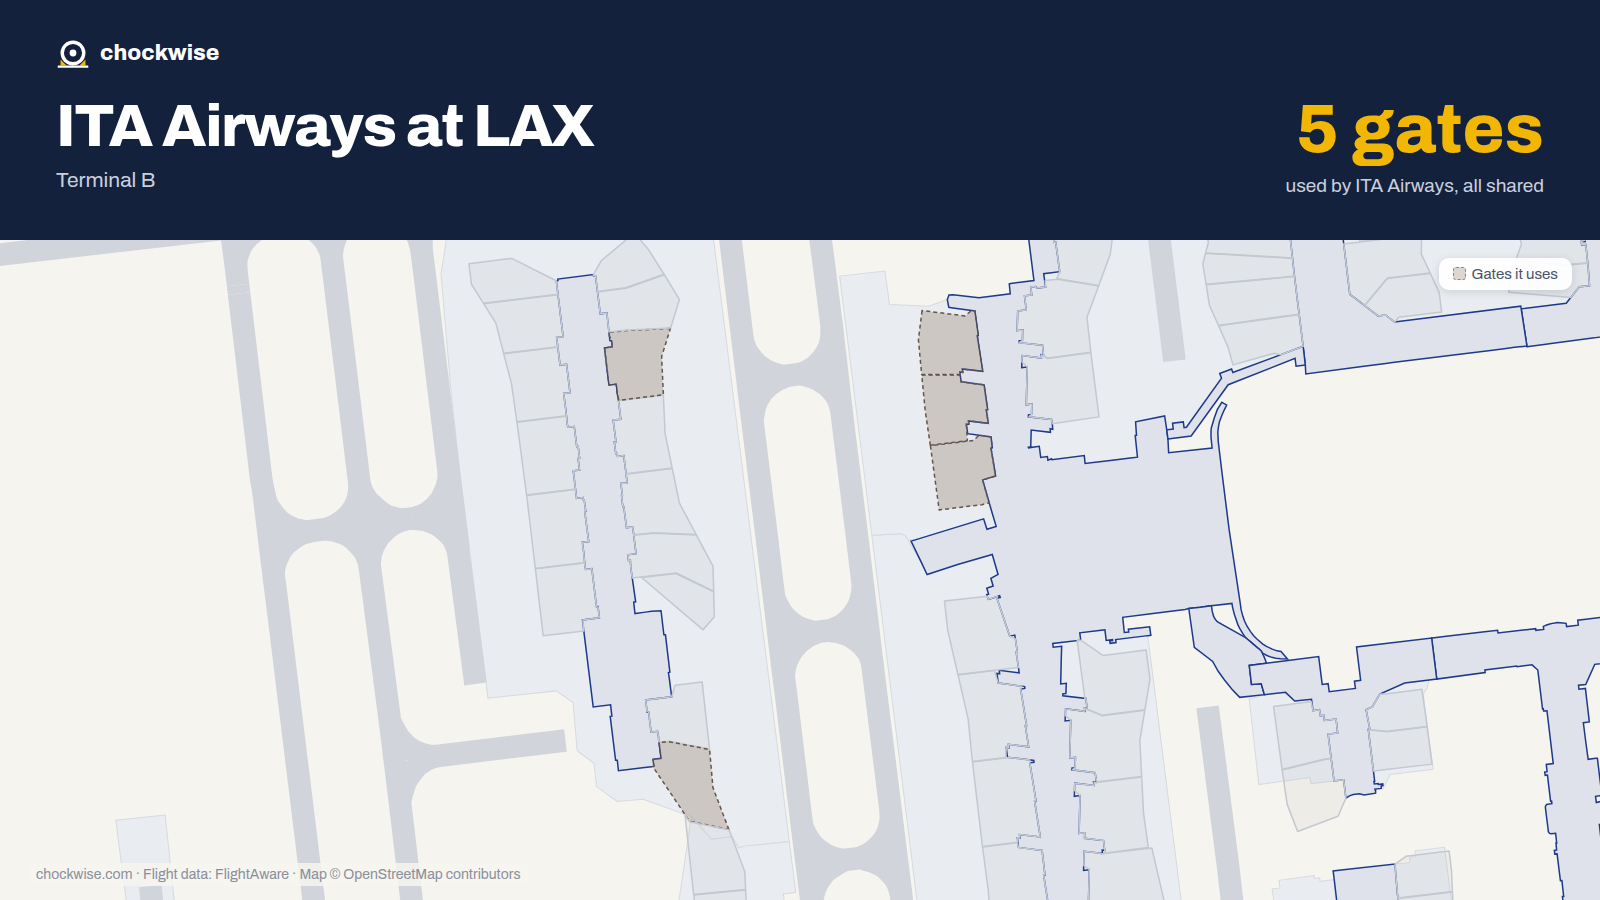 chockwise
ITA Airways at LAX
Terminal B
5 gates
used by ITA Airways, all shared
Gates it uses
chockwise.com · Flight data: FlightAware · Map © OpenStreetMap contributors